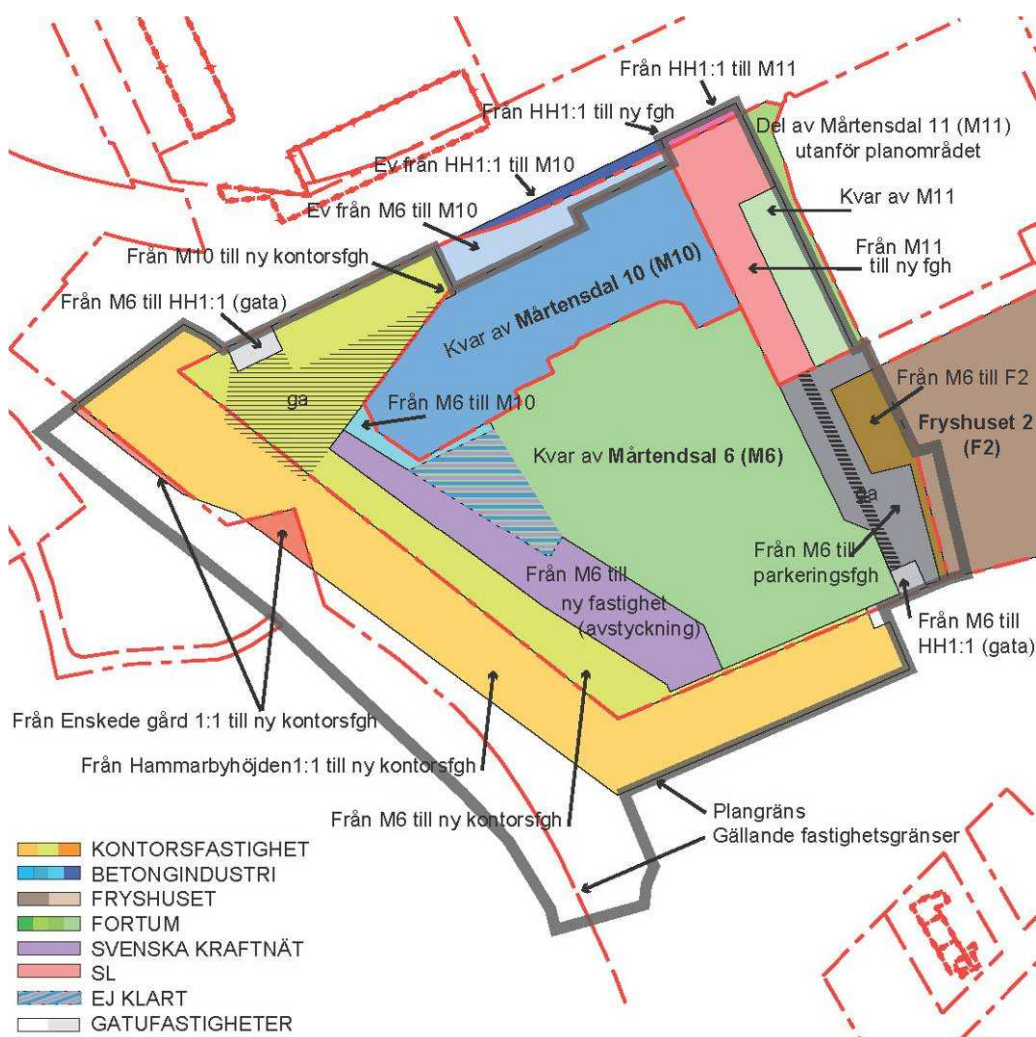 Från HH1:1 till M11
Från HH1:1 till ny fgh
Del av Mårtensdal 11 (M11)
utanför planområdet
Ev från HH1:1 till M10
Kvar av M11
Ev från M6 till M10
Från M11
till ny fgh
Från M10 till ny kontorsfgh
Från M6 till HH1:1 (gata)
Kvar av Mårtensdal 10 (M10)
ga
Från M6 till M10
Från M6 till F2
Fryshuset 2
(F2)
Kvar av Mårtendsal 6 (M6)
ga
Från M6 till
parkeringsfgh
Från M6 till
ny fastighet
(avstyckning)
Från M6 till
HH1:1 (gata)
Från Enskede gård 1:1 till ny kontorsfgh
Från Hammarbyhöjden1:1 till ny kontorsfgh
Från M6 till ny kontorsfgh
Plangräns
Gällande fastighetsgränser
KONTORSFASTIGHET
BETONGINDUSTRI
FRYSHUSET
FORTUM
SVENSKA KRAFTNÄT
SL
EJ KLART
GATUFASTIGHETER